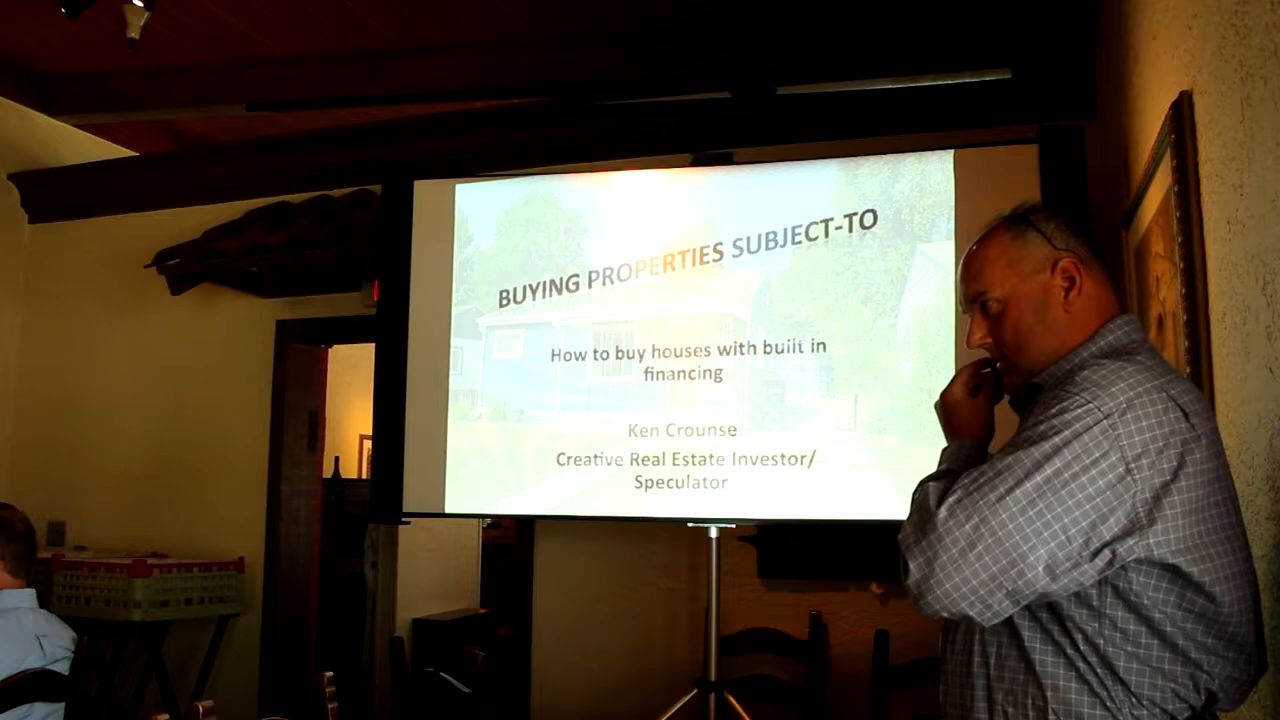 BUYING PROPERTIES SUBJECT-TO
How to buy houses with built in
financing
Ken Crounse
Creative Real Estate Investor/
Speculator